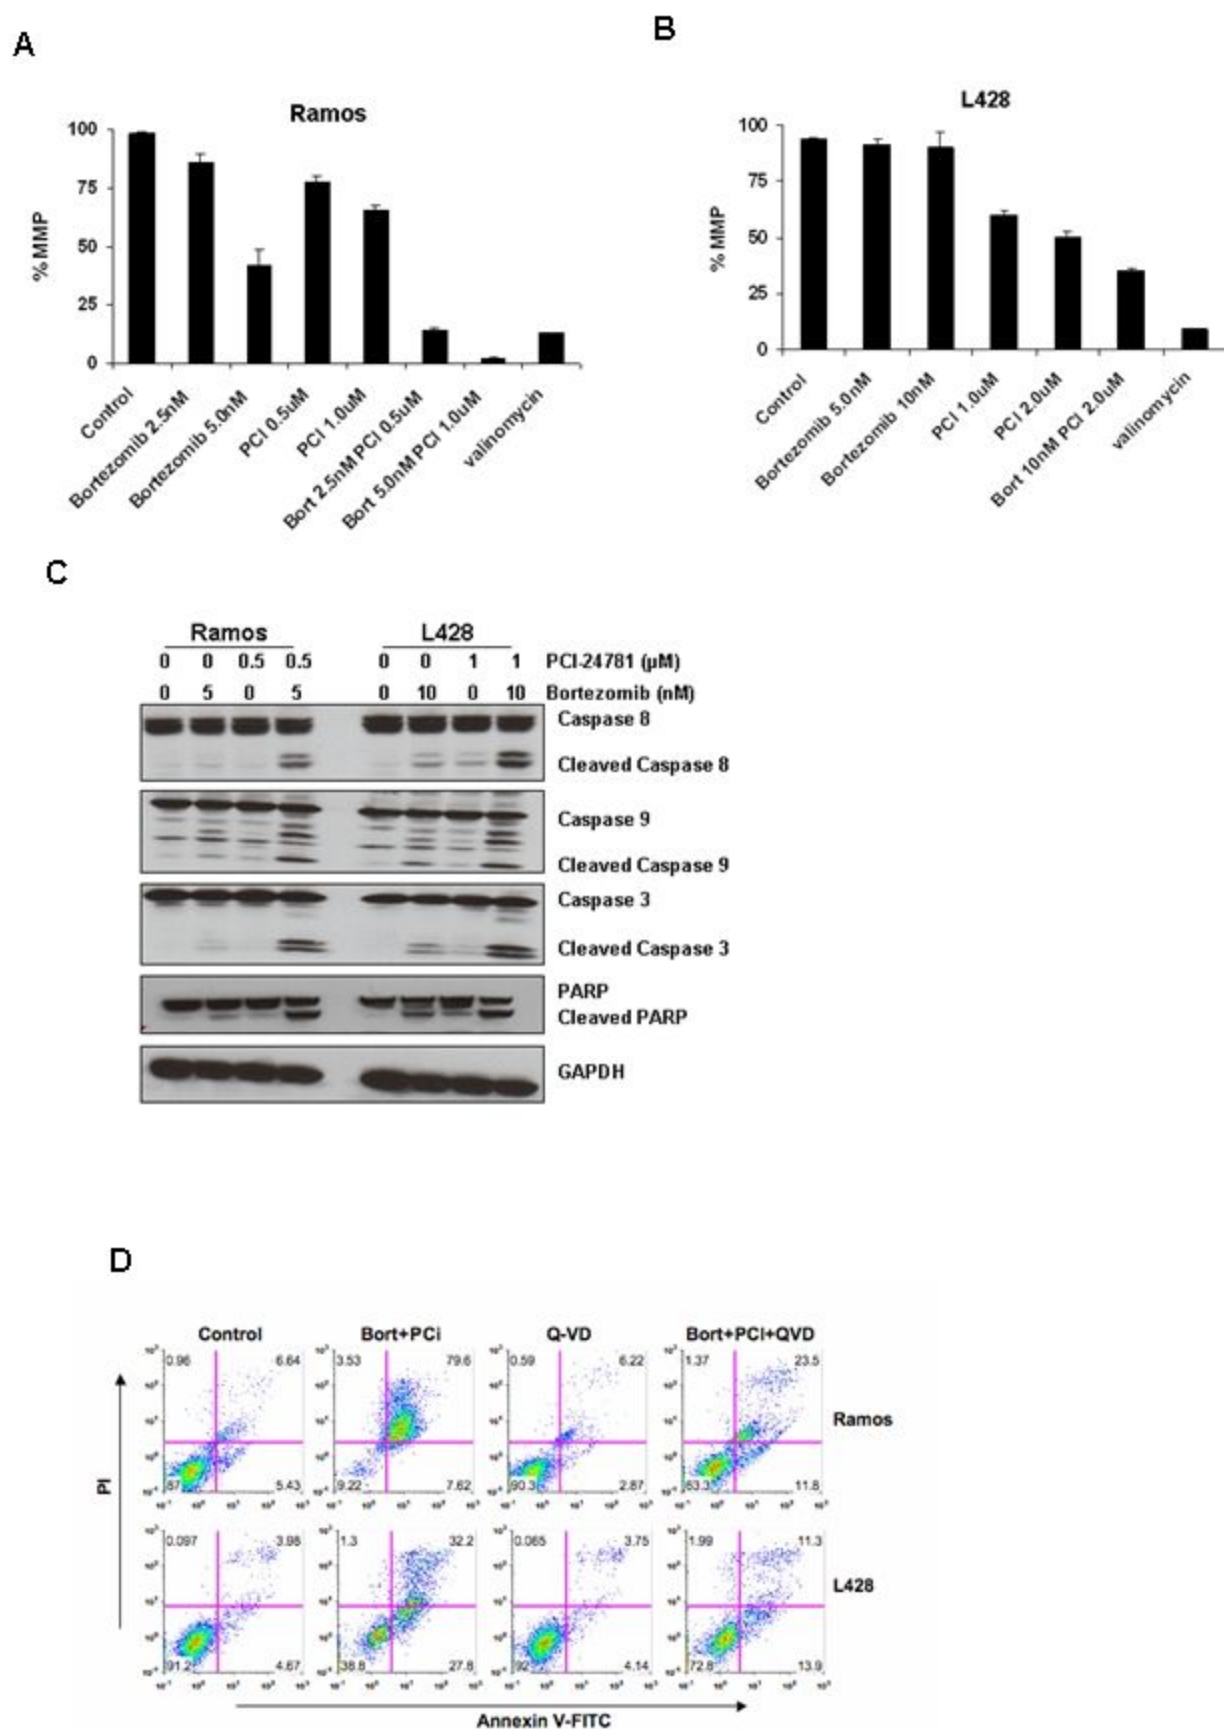 A
Ramos
100
75
50
25
0
% MMP
Control
Bortezomib 2.5nM
Bortezomib 5.0nM
PCI 0.5uM
PCI 1.0uM
Bort 2.5nM PCI 0.5uM
Bort 5.0nM PCI 1.0uM
valinomycin
B
L428
100
75
50
25
0
% MMP
Control
Bortezomib 5.0nM
Bortezomib 10nM
PCI 1.0uM
PCI 2.0uM
Bort 10nM PCI 2.0uM
valinomycin
C
Ramos L428
0 0 0.5 0.5 0 0 1 1 PCI-24781 (µM)
0 5 0 5 0 10 0 10 Bortezomib (nM)
Caspase 8
Cleaved Caspase 8
Caspase 9
Cleaved Caspase 9
Caspase 3
Cleaved Caspase 3
PARP
Cleaved PARP
GAPDH
D
Control Bort+PCi Q-VD Bort+PCI+QVD
0.96 6.64 3.53 79.6 0.59 6.22 1.37 23.5
Ramos
87 5.43 9.22 7.62 90.3 2.87 63.3 11.8
0.097 3.98 1.3 32.2 0.065 3.75 1.99 11.3
L428
91.2 4.67 38.8 27.8 92 4.14 72.8 13.9
PI
Annexin V-FITC